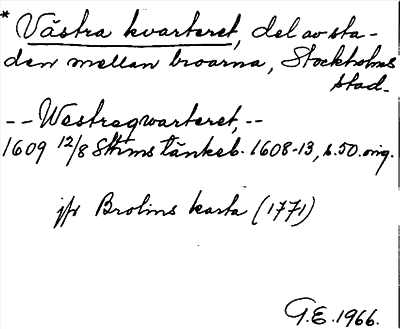 * Västra kvarteret, del av sta-
den mellan broarna, Stockholms
stad.
-- Westreqwarteret, --
1609 12/8 Sthms tänkeb. 1608-13, s. 50. orig.
jfr Brolins karta (1771)
G.E. 1966.